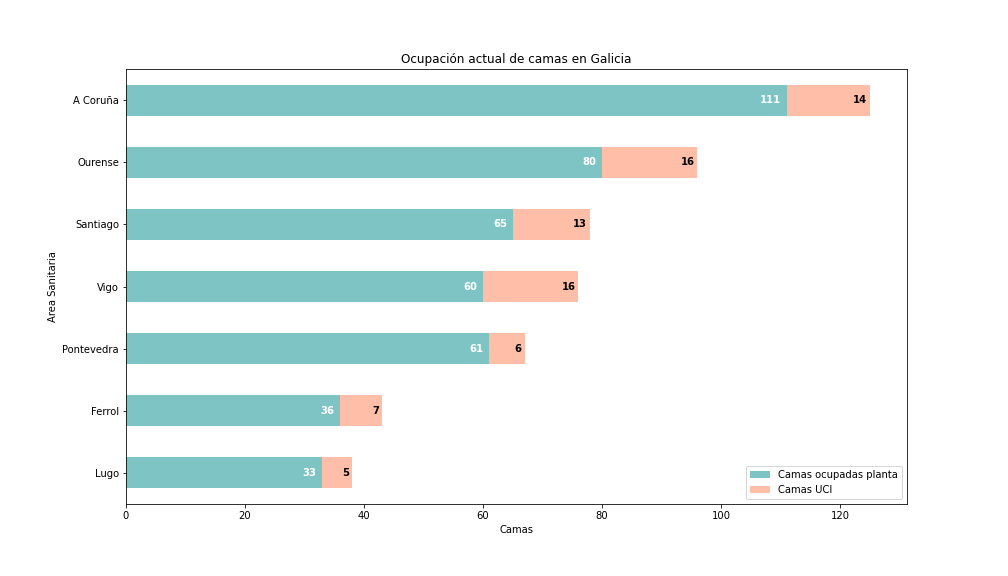 Ocupación actual de camas en Galicia
A Coruña 111 14
Ourense 80 16
Santiago 65 13
Vigo 60 16
Pontevedra 61 6
Ferrol 36 7
Lugo 33 5
Area Sanitaria
Camas ocupadas planta
Camas UCI
0 20 40 60 80 100 120
Camas